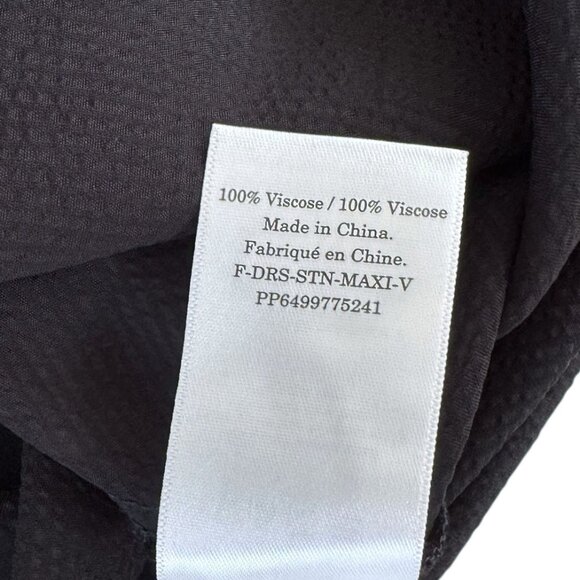 100% Viscose / 100% Viscose
Made in China.
Fabriqué en Chine.
F-DRS-STN-MAXI-V
PP6499775241